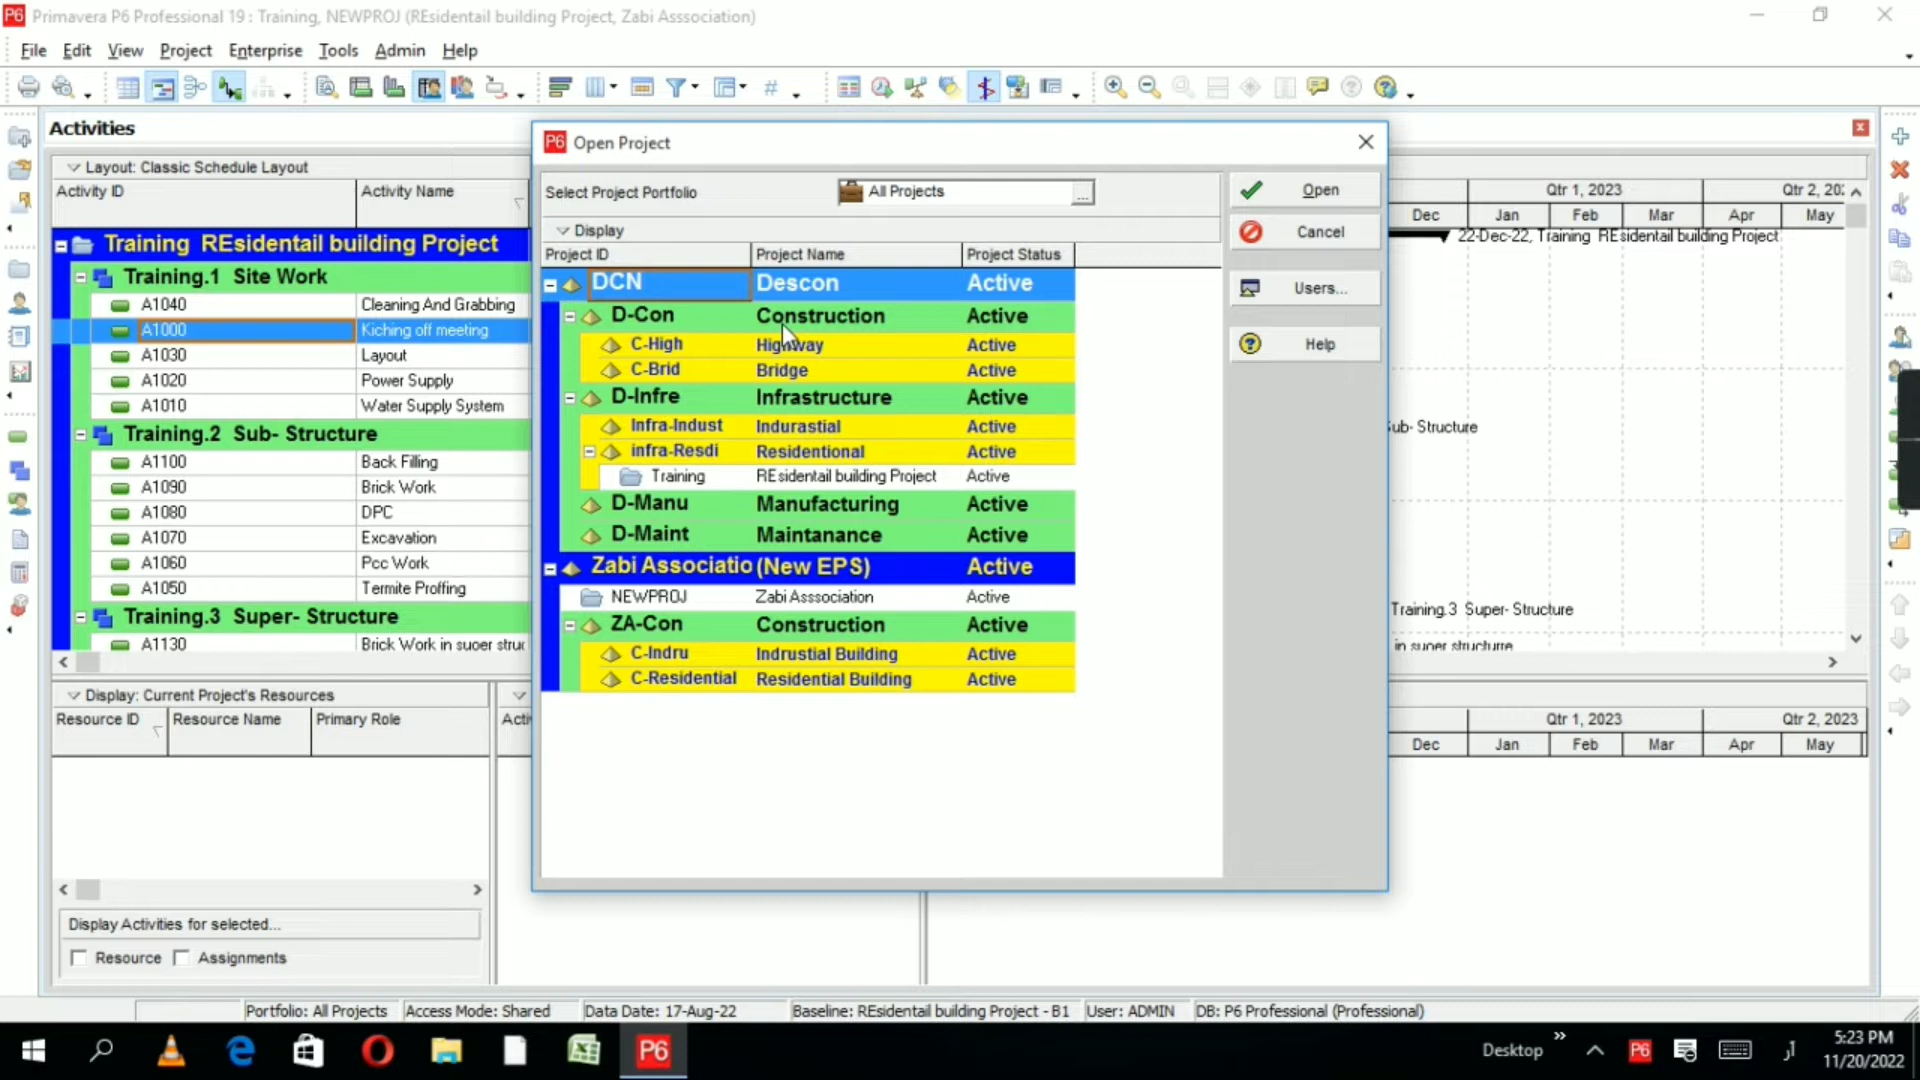 Primavera P6 Professional 19 : Training, NEWPROJ (REsidentail building Project, Zabi Asssociation)
File Edit View Project Enterprise Tools Admin Help
Activities
Layout: Classic Schedule Layout
Activity ID Activity Name
Training REsidentail building Project
Training.1 Site Work
A1040 Cleaning And Grabbing
A1000 Kiching off meeting
A1030 Layout
A1020 Power Supply
A1010 Water Supply System
Training.2 Sub- Structure
A1100 Back Filling
A1090 Brick Work
A1080 DPC
A1070 Excavation
A1060 Pcc Work
A1050 Termite Proffing
Training.3 Super- Structure
A1130 Brick Work in super struc
P6 Open Project
Select Project Portfolio All Projects ...
Display
Project ID Project Name Project Status
DCN Descon Active
D-Con Construction Active
C-High Highway Active
C-Brid Bridge Active
D-Infre Infrastructure Active
Infra-Indust Indurastial Active
infra-Resdi Residentional Active
Training REsidentail building Project Active
D-Manu Manufacturing Active
D-Maint Maintanance Active
Zabi Associatio (New EPS) Active
NEWPROJ Zabi Asssociation Active
ZA-Con Construction Active
C-Indru Indrustial Building Active
C-Residential Residential Building Active
Open
Cancel
Users...
Help
Qtr 1, 2023 Qtr 2, 20
Dec Jan Feb Mar Apr May
22-Dec-22, Training REsidentail building Project
Sub- Structure
Training.3 Super- Structure
in super structurre
Display: Current Project's Resources
Resource ID Resource Name Primary Role
Acti
Qtr 1, 2023 Qtr 2, 2023
Dec Jan Feb Mar Apr May
Display Activities for selected...
Resource Assignments
Portfolio: All Projects Access Mode: Shared Data Date: 17-Aug-22 Baseline: REsidentail building Project - B1 User: ADMIN DB: P6 Professional (Professional)
P6 Desktop P6 5:23 PM
11/20/2022